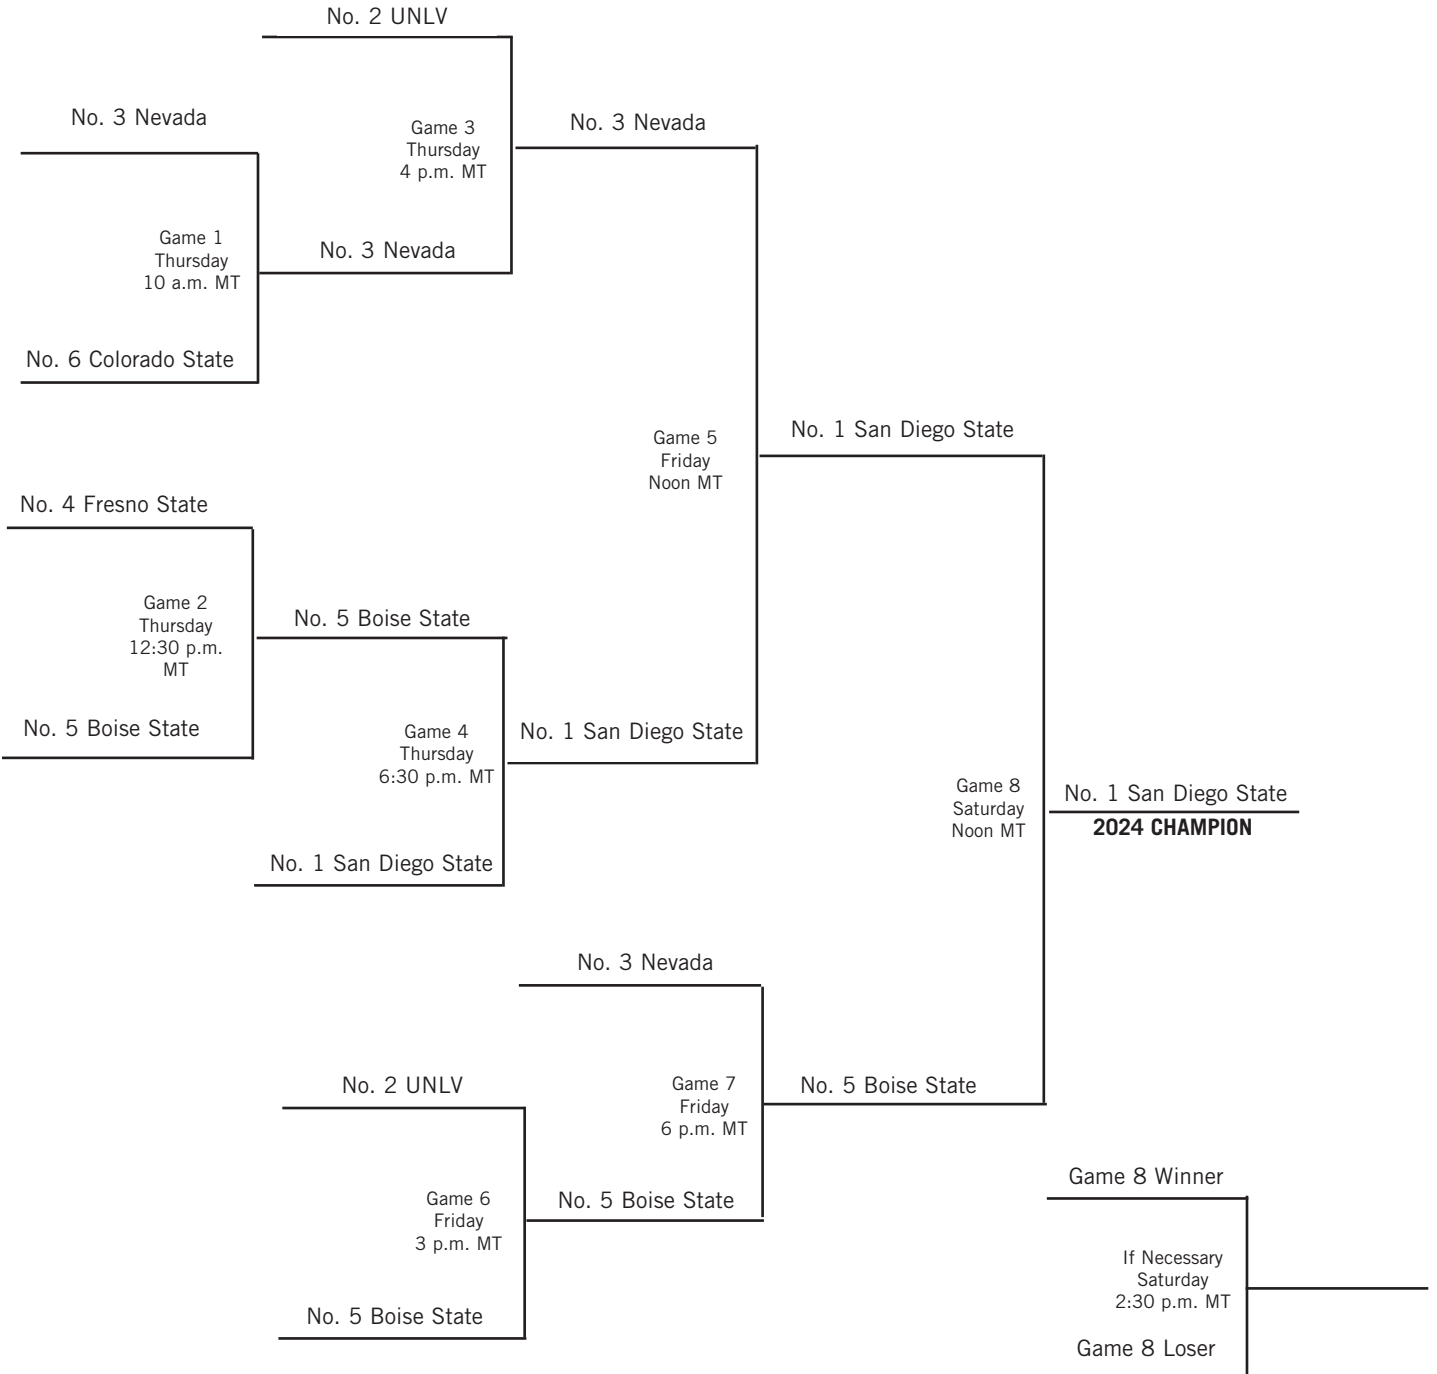 No. 2 UNLV
No. 3 Nevada
Game 3
Thursday
4 p.m. MT
No. 3 Nevada
Game 1
Thursday
10 a.m. MT
No. 3 Nevada
No. 6 Colorado State
Game 5
Friday
Noon MT
No. 1 San Diego State
No. 4 Fresno State
Game 2
Thursday
12:30 p.m.
MT
No. 5 Boise State
No. 5 Boise State
Game 4
Thursday
6:30 p.m. MT
No. 1 San Diego State
No. 1 San Diego State
Game 8
Saturday
Noon MT
No. 1 San Diego State
2024 CHAMPION
No. 3 Nevada
No. 2 UNLV
Game 7
Friday
6 p.m. MT
No. 5 Boise State
Game 6
Friday
3 p.m. MT
No. 5 Boise State
No. 5 Boise State
Game 8 Winner
If Necessary
Saturday
2:30 p.m. MT
Game 8 Loser